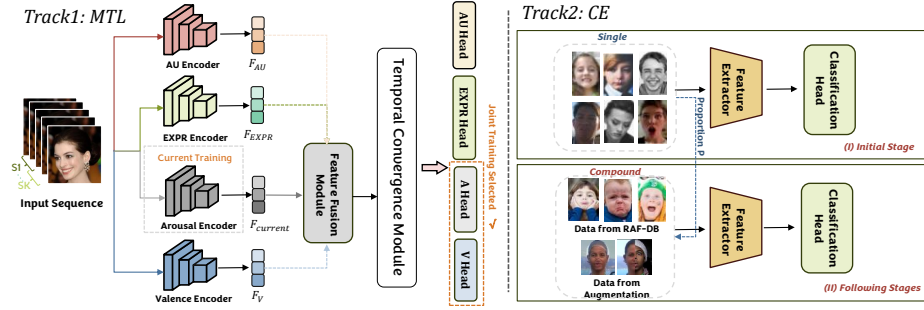 Track1: MTL
AU Encoder
F_AU
EXPR Encoder
F_EXPR
Current Training
SI
SK
Input Sequence
Arousal Encoder
F_current
Valence Encoder
F_V
Feature Fusion
Module
Temporal Convergence Module
AU Head
EXPR Head
A Head
V Head
Joint Training Selected
√
Track2: CE
Single
Feature
Extractor
Classification
Head
Proportion P
(I) Initial Stage
Compound
Data from RAF-DB
Data from
Augmentation
Feature
Extractor
Classification
Head
(II) Following Stages